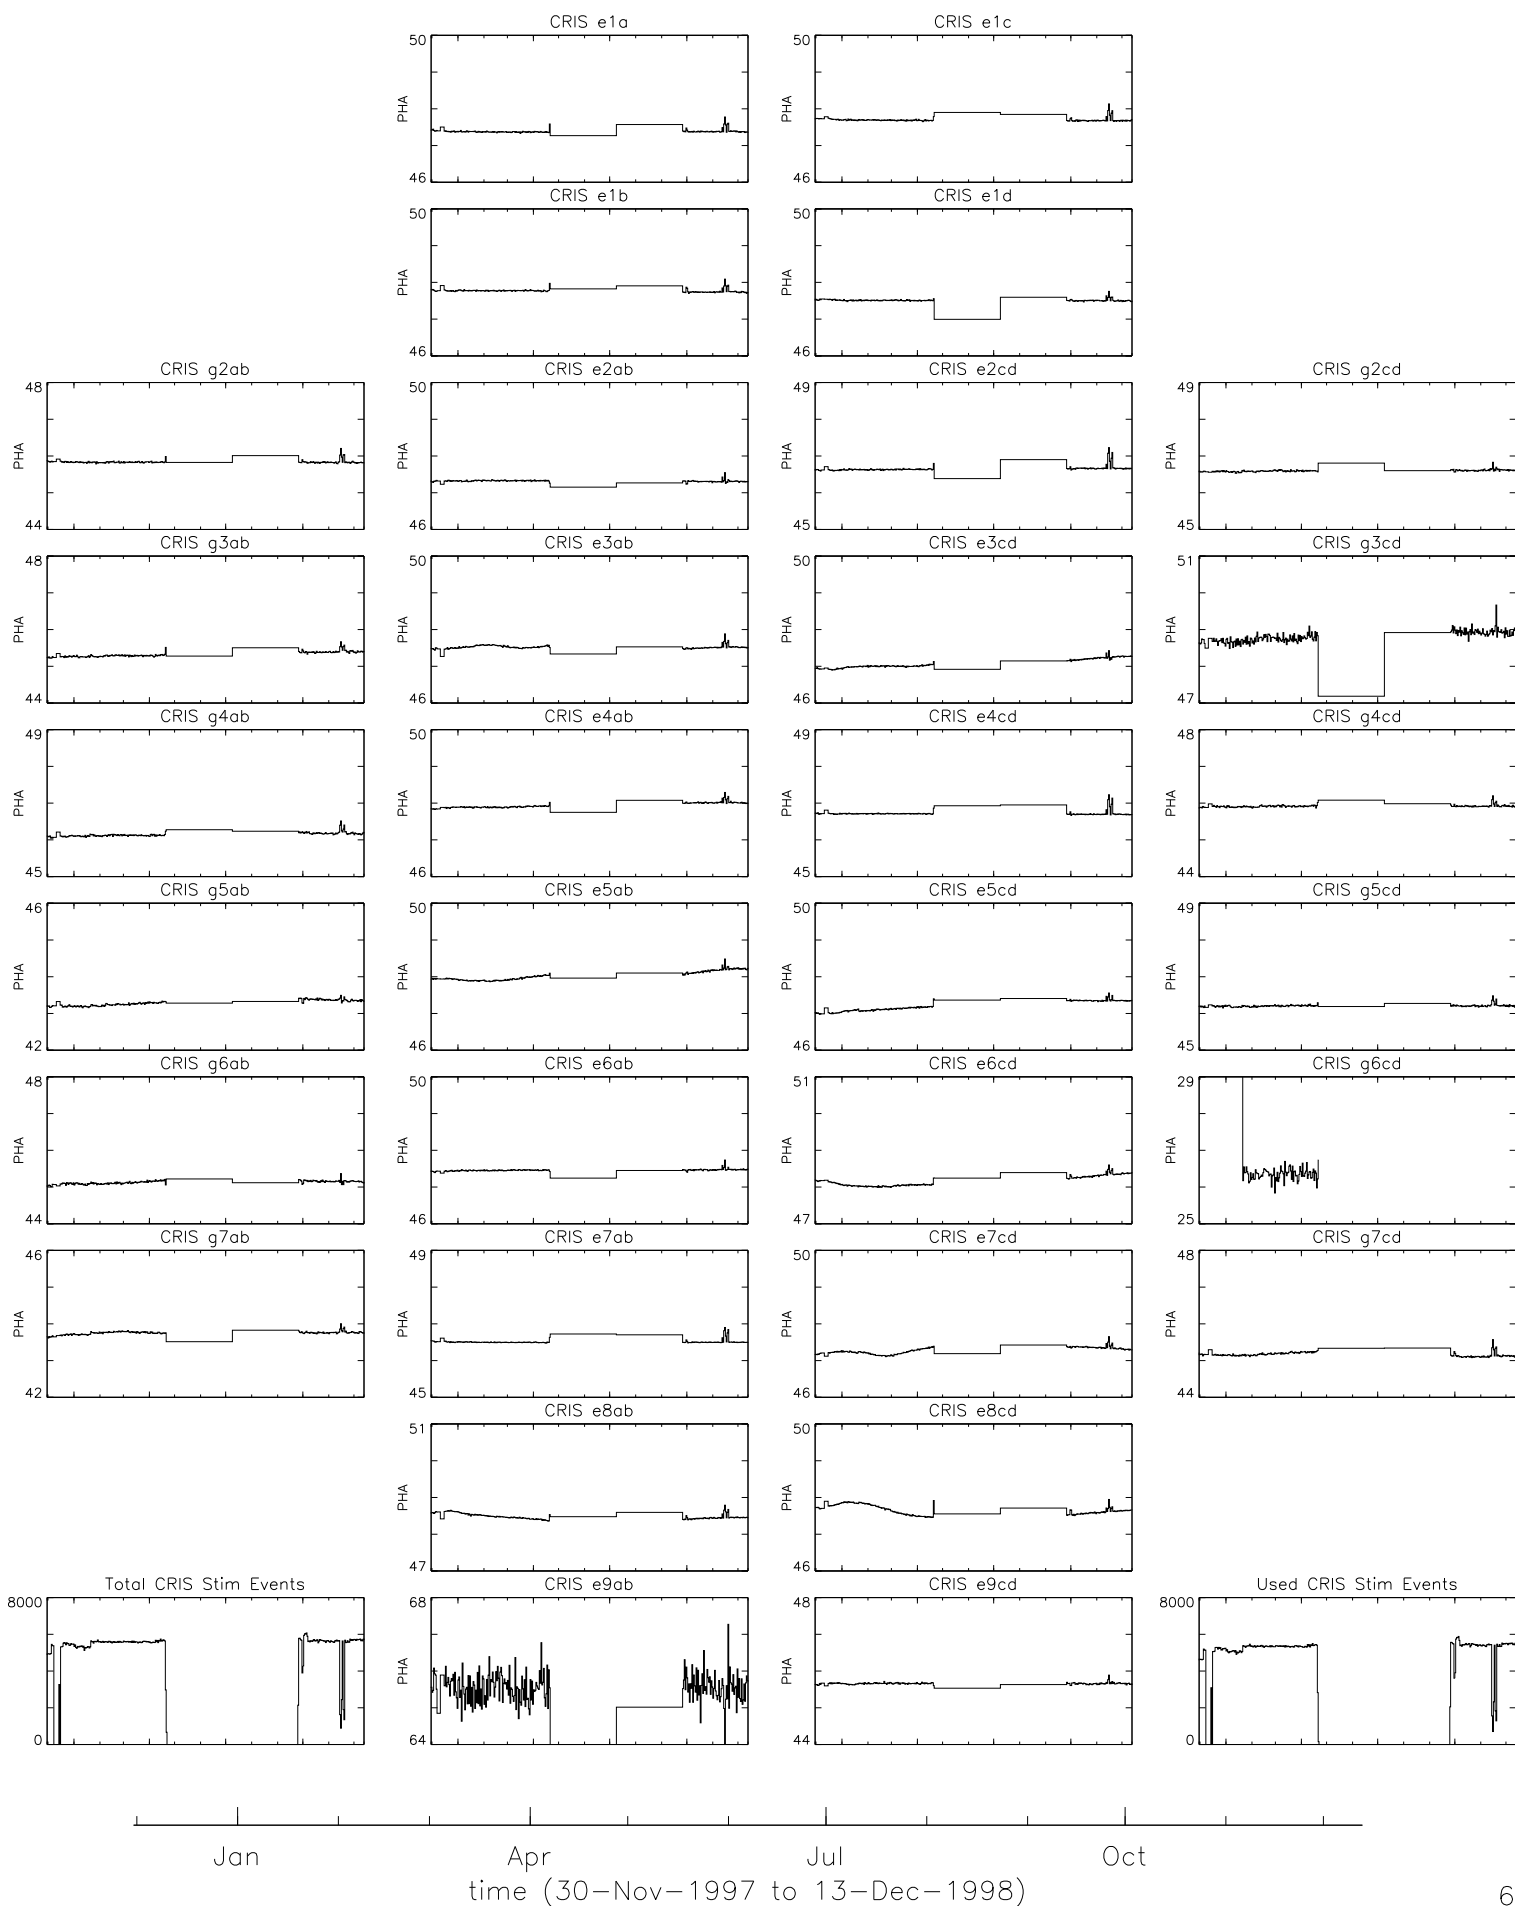 CRIS e1a
CRIS e1c
50
PHA
46
50
PHA
46
CRIS e1b
CRIS e1d
50
PHA
46
50
PHA
46
CRIS g2ab
CRIS e2ab
CRIS e2cd
CRIS g2cd
48
PHA
44
50
PHA
46
49
PHA
45
49
PHA
45
CRIS g3ab
CRIS e3ab
CRIS e3cd
CRIS g3cd
48
PHA
44
50
PHA
46
50
PHA
46
51
PHA
47
CRIS g4ab
CRIS e4ab
CRIS e4cd
CRIS g4cd
49
PHA
45
50
PHA
46
49
PHA
45
48
PHA
44
CRIS g5ab
CRIS e5ab
CRIS e5cd
CRIS g5cd
46
PHA
42
50
PHA
46
50
PHA
46
49
PHA
45
CRIS g6ab
CRIS e6ab
CRIS e6cd
CRIS g6cd
48
PHA
44
50
PHA
46
51
PHA
47
29
PHA
25
CRIS g7ab
CRIS e7ab
CRIS e7cd
CRIS g7cd
46
PHA
42
49
PHA
45
50
PHA
46
48
PHA
44
CRIS e8ab
CRIS e8cd
51
PHA
47
50
PHA
46
Total CRIS Stim Events
CRIS e9ab
CRIS e9cd
Used CRIS Stim Events
8000
0
68
PHA
64
48
PHA
44
8000
0
Jan
Apr
Jul
Oct
time (30-Nov-1997 to 13-Dec-1998)
6